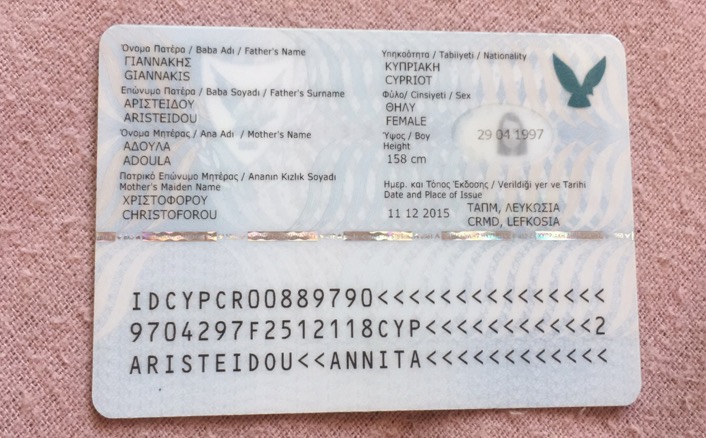 Όνομα Πατέρα / Baba Adı / Father's Name
ΓΙΑΝΝΑΚΗΣ
GIANNAKIS
Επώνυμο Πατέρα / Baba Soyadı / Father's Surname
ΑΡΙΣΤΕΙΔΟΥ
ARISTEIDOU
Όνομα Μητέρας / Ana Adı / Mother's Name
ΑΔΟΥΛΑ
ADOULA
Πατρικό Επώνυμο Μητέρας / Ananın Kızlık Soyadı
Mother's Maiden Name
ΧΡΙΣΤΟΦΟΡΟΥ
CHRISTOFOROU
Υπηκοότητα / Tabiiyeti / Nationality
ΚΥΠΡΙΑΚΗ
CYPRIOT
Φύλο/ Cinsiyeti / Sex
ΘΗΛΥ
FEMALE
Ύψος / Boy
Height
158 cm
29 04 1997
Ημερ. και Τόπος Έκδοσης / Verildiği yer ve Tarihi
Date and Place of Issue
11 12 2015 ΤΑΠΜ, ΛΕΥΚΩΣΙΑ
CRMD, LEFKOSIA
IDCYPCR00889790<<<<<<<<<<<<<<<
9704297F2512118CYP<<<<<<<<<<<2
ARISTEIDOU<<ANNITA<<<<<<<<<<<<